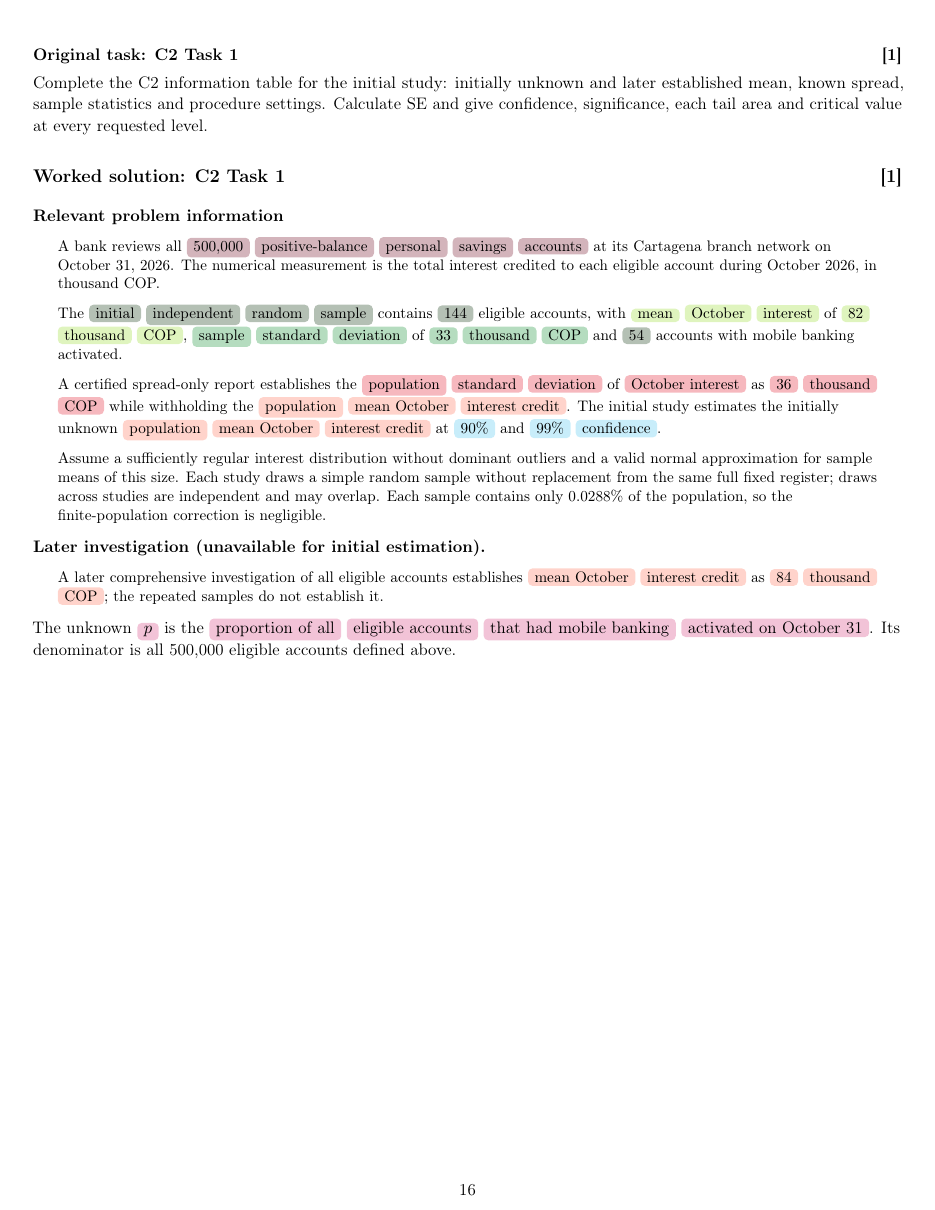 Original task: C2 Task 1 [1]
Complete the C2 information table for the initial study: initially unknown and later established mean, known spread,
sample statistics and procedure settings. Calculate SE and give confidence, significance, each tail area and critical value
at every requested level.
Worked solution: C2 Task 1 [1]
Relevant problem information
A bank reviews all 500,000 positive-balance personal savings accounts at its Cartagena branch network on
October 31, 2026. The numerical measurement is the total interest credited to each eligible account during October 2026, in
thousand COP.
The initial independent random sample contains 144 eligible accounts, with mean October interest of 82
thousand COP, sample standard deviation of 33 thousand COP and 54 accounts with mobile banking
activated.
A certified spread-only report establishes the population standard deviation of October interest as 36 thousand
COP while withholding the population mean October interest credit. The initial study estimates the initially
unknown population mean October interest credit at 90% and 99% confidence.
Assume a sufficiently regular interest distribution without dominant outliers and a valid normal approximation for sample
means of this size. Each study draws a simple random sample without replacement from the same full fixed register; draws
across studies are independent and may overlap. Each sample contains only 0.0288% of the population, so the
finite-population correction is negligible.
Later investigation (unavailable for initial estimation).
A later comprehensive investigation of all eligible accounts establishes mean October interest credit as 84 thousand
COP; the repeated samples do not establish it.
The unknown p is the proportion of all eligible accounts that had mobile banking activated on October 31. Its
denominator is all 500,000 eligible accounts defined above.
16